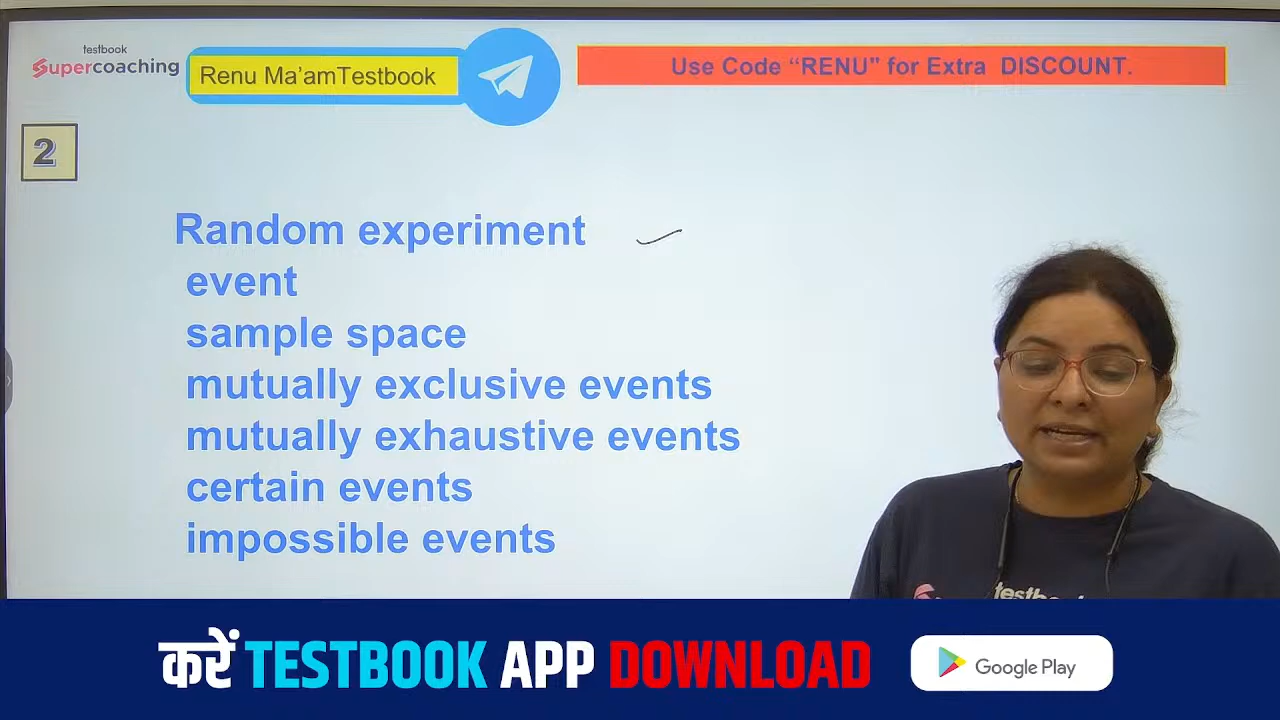 testbook
Supercoaching
Renu Ma’amTestbook
Use Code “RENU" for Extra DISCOUNT.
2
Random experiment
event
sample space
mutually exclusive events
mutually exhaustive events
certain events
impossible events
करें TESTBOOK APP DOWNLOAD
Google Play